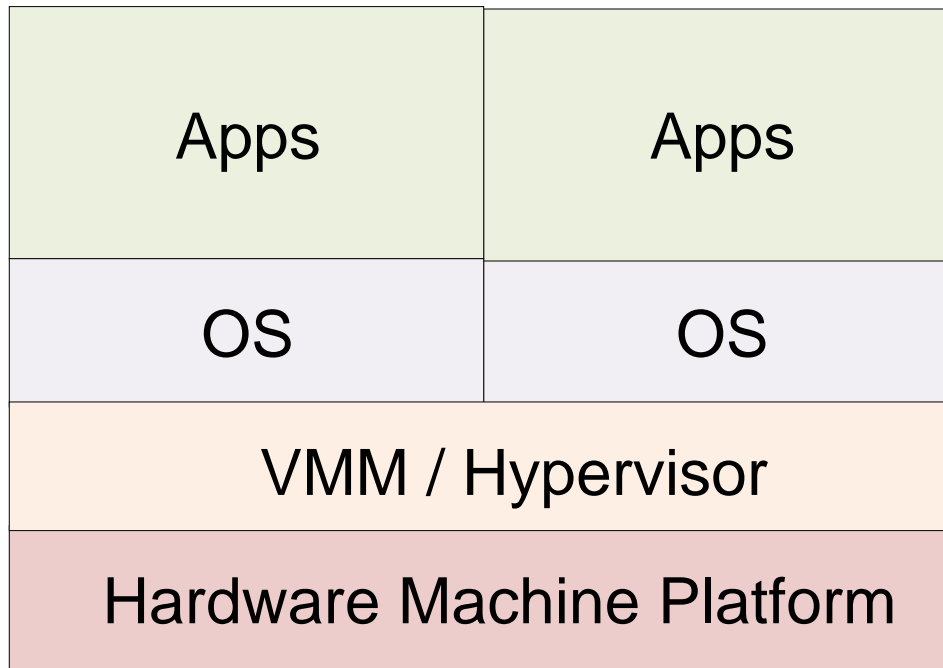 Apps
Apps
OS
OS
VMM / Hypervisor
Hardware Machine Platform